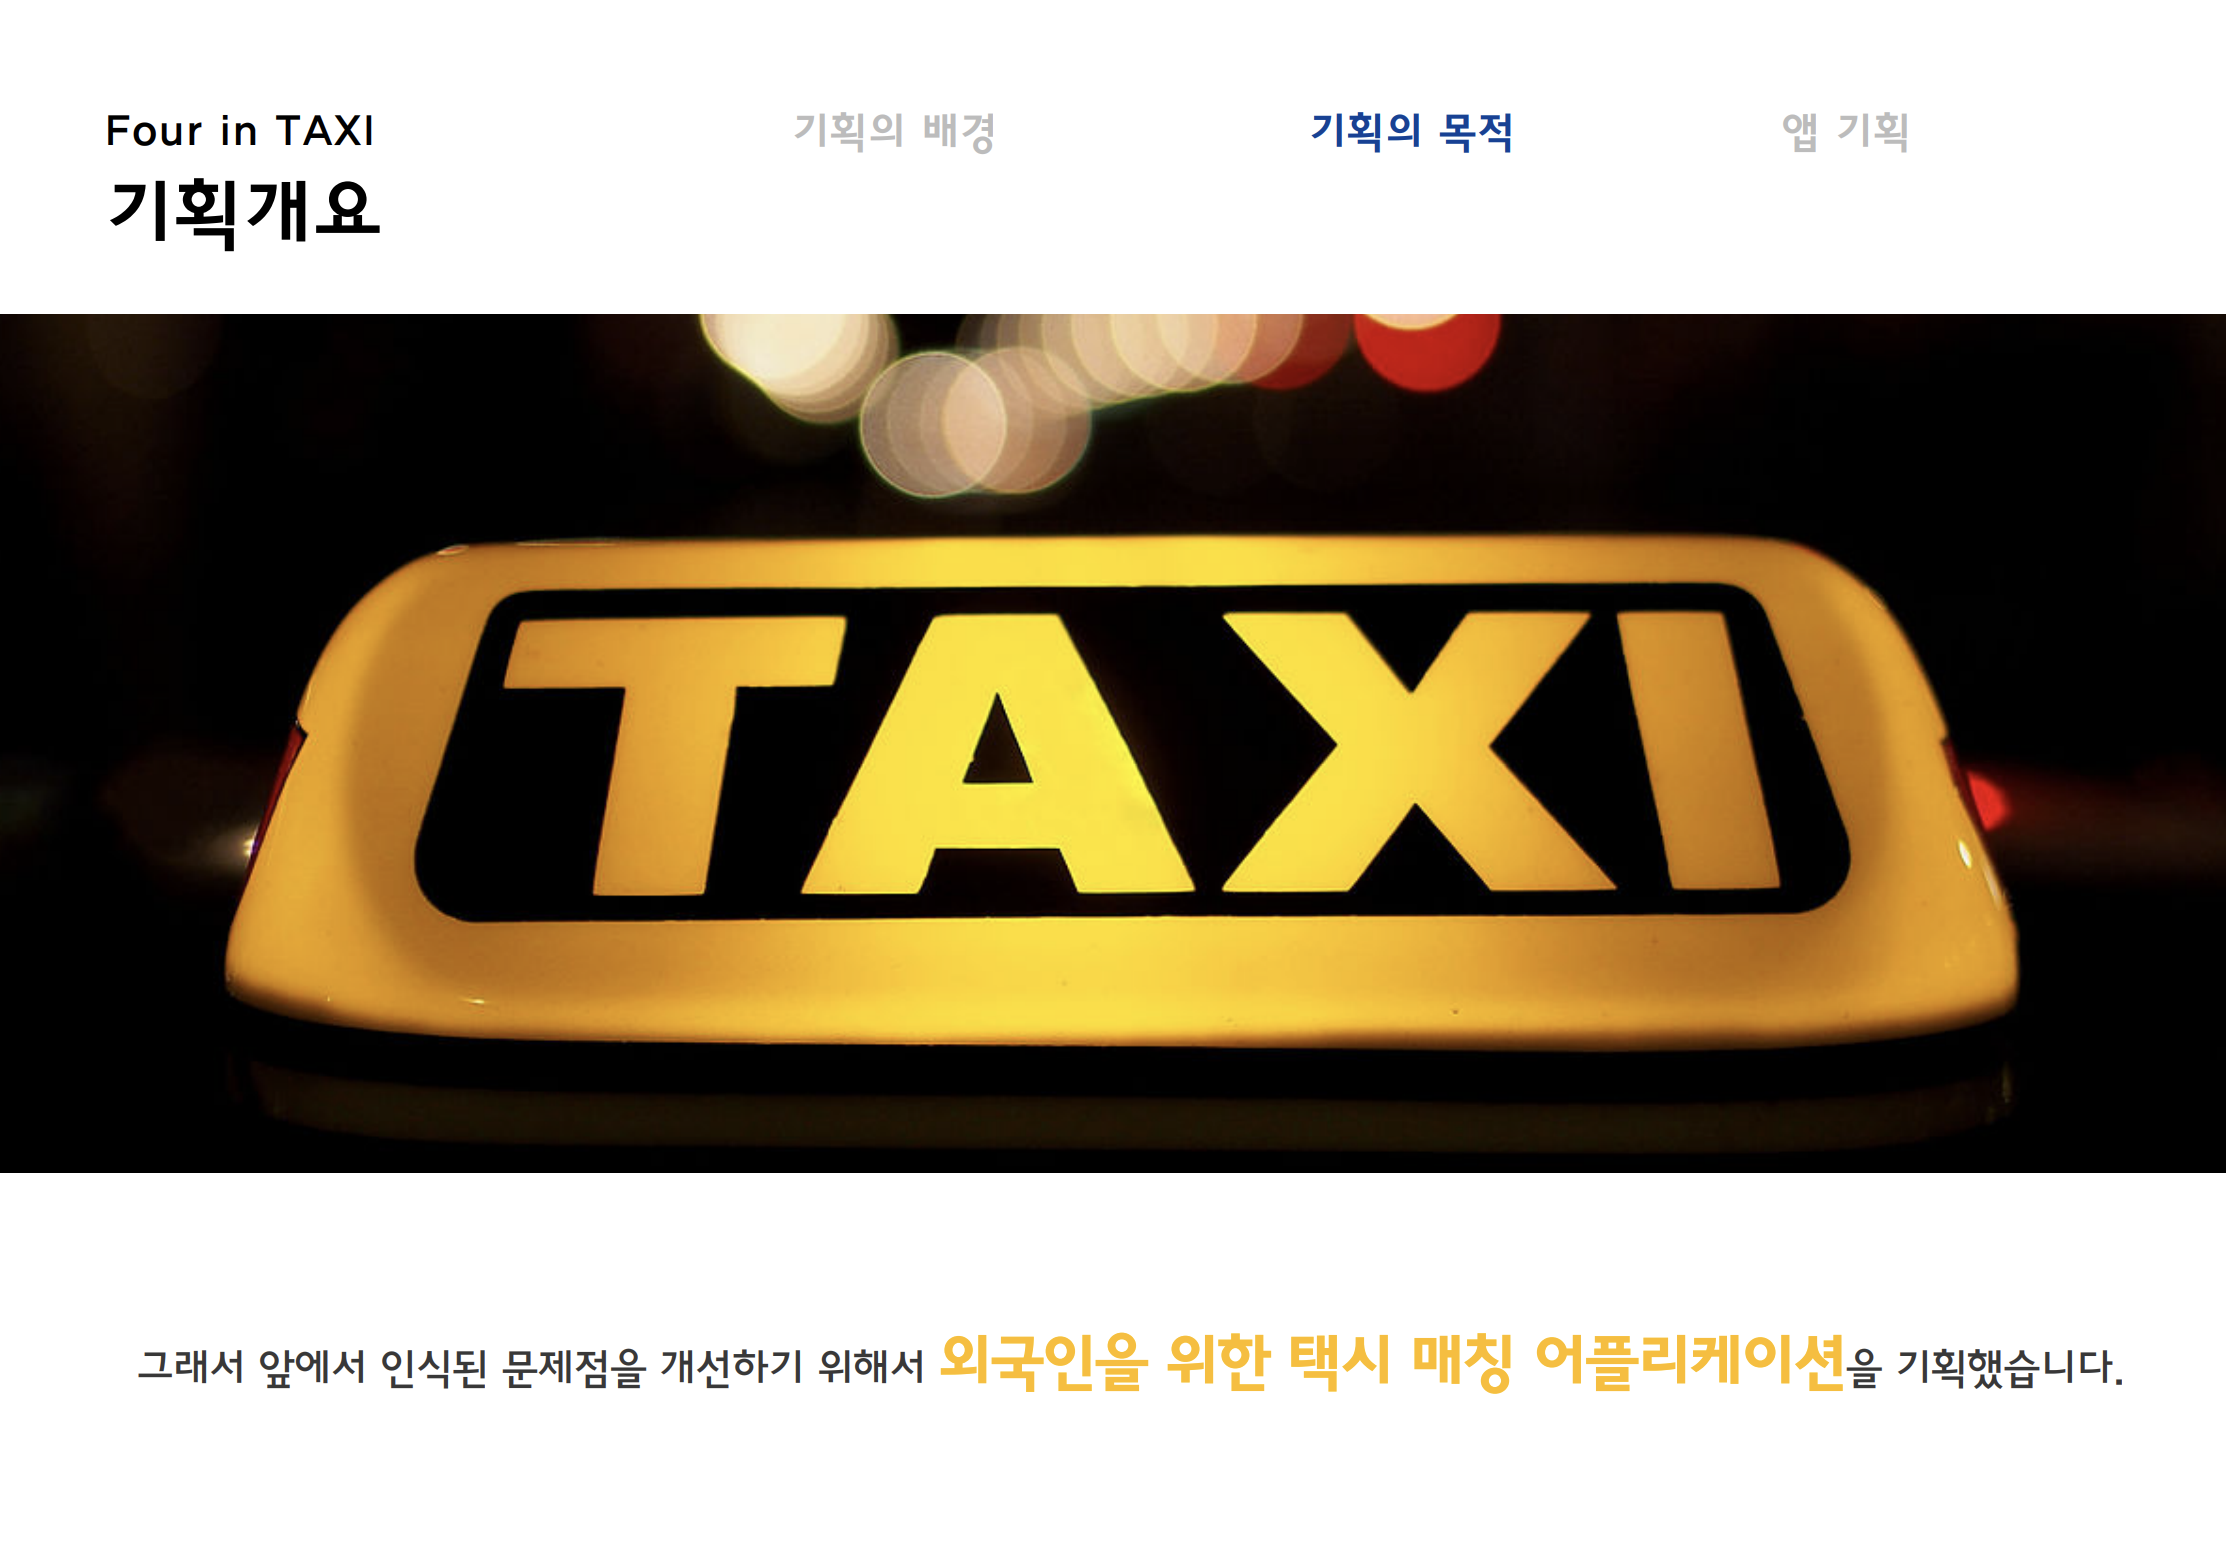 Four in TAXI
기획개요
기획의 배경
기획의 목적
앱 기획
TAXI
그래서 앞에서 인식된 문제점을 개선하기 위해서 외국인을 위한 택시 매칭 어플리케이션을 기획했습니다.